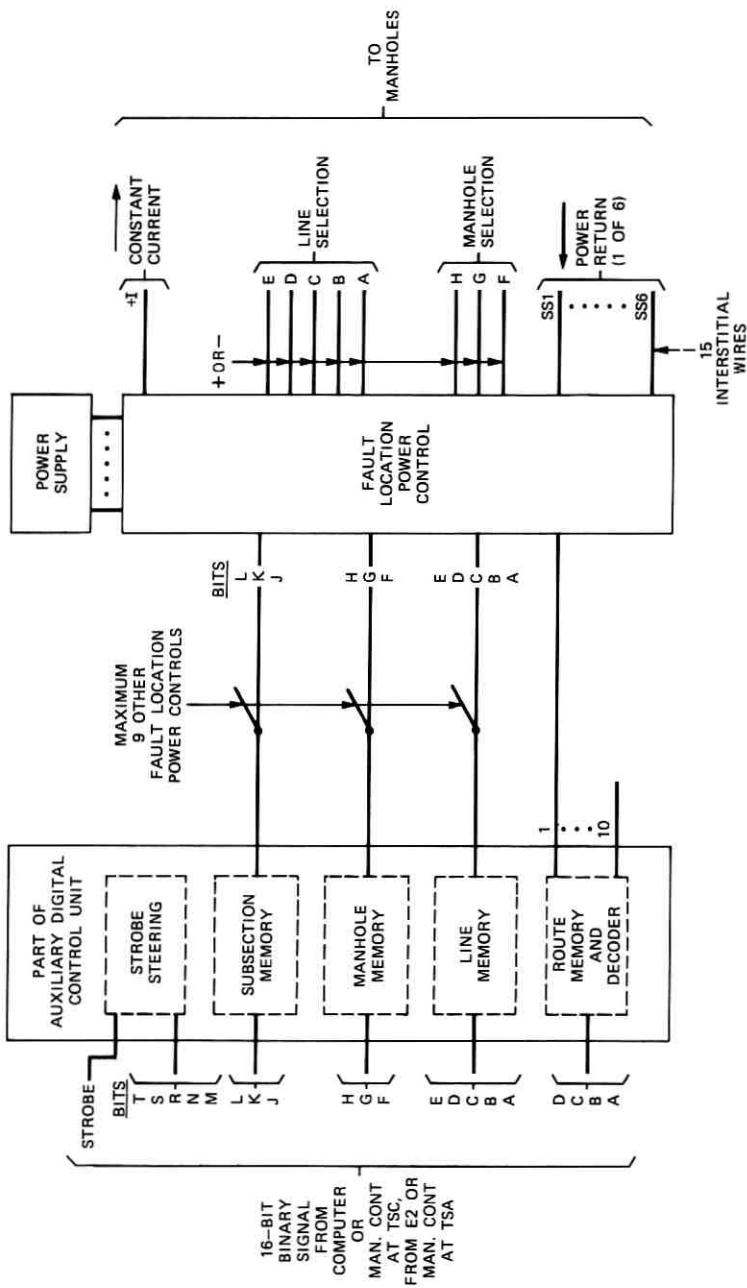 STROBE
BITS
T
S
R
N
M
L
K
J
H
G
F
E
D
C
B
A
D
C
B
A
16-BIT
BINARY
SIGNAL
FROM
COMPUTER
OR
MAN. CONT
AT TSC,
FROM E2 OR
MAN. CONT
AT TSA
PART OF
AUXILIARY DIGITAL
CONTROL UNIT
STROBE
STEERING
SUBSECTION
MEMORY
MANHOLE
MEMORY
LINE
MEMORY
ROUTE
MEMORY
AND
DECODER
1
10
MAXIMUM
9 OTHER
FAULT LOCATION
POWER CONTROLS
BITS
L
K
J
H
G
F
E
D
C
B
A
POWER
SUPPLY
FAULT
LOCATION
POWER
CONTROL
+I
CONSTANT
CURRENT
+ OR −
E
D
C
B
A
LINE
SELECTION
H
G
F
MANHOLE
SELECTION
SS1
SS6
POWER
RETURN
(1 OF 6)
15
INTERSTITIAL
WIRES
TO
MANHOLES